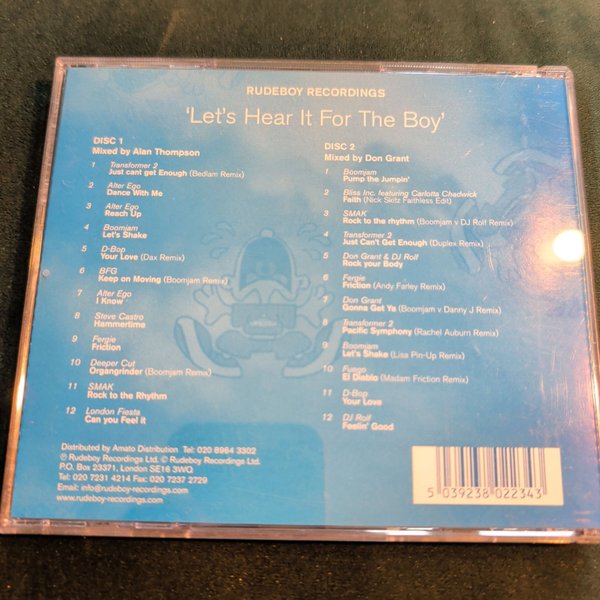 RUDEBOY RECORDINGS
'Let's Hear It For The Boy'
DISC 1
Mixed by Alan Thompson
1 Transformer 2
Just cant get Enough (Bedlam Remix)
2 Alter Ego
Dance With Me
3 Alter Ego
Reach Up
4 Boomjam
Let's Shake
5 D-Bop
Your Love (Dax Remix)
6 BFG
Keep on Moving (Boomjam Remix)
7 Alter Ego
I Know
8 Steve Castro
Hammertime
9 Fergie
Friction
10 Deeper Cut
Organgrinder (Boomjam Remix)
11 SMAK
Rock to the Rhythm
12 London Fiesta
Can you Feel it
DISC 2
Mixed by Don Grant
1 Boomjam
Pump the Jumpin'
2 Bliss Inc. featuring Carlotta Chadwick
Faith (Nick Sketz Faithless Edit)
3 SMAK
Rock to the rhythm (Boomjam v DJ Rolf Remix)
4 Transformer 2
Just Can't Get Enough (Duplex Remix)
5 Don Grant & DJ Rolf
Rock your Body
6 Fergie
Friction (Andy Farley Remix)
7 Don Grant
Gonna Get Ya (Boomjam v Danny J Remix)
8 Transformer 2
Pacific Symphony (Rachel Auburn Remix)
9 Boomjam
Let's Shake (Lisa Pin-Up Remix)
10 Fuego
El Diablo (Madam Friction Remix)
11 D-Bop
Your Love
12 DJ Rolf
Feelin' Good
Distributed by Amato Distribution Tel: 020 8964 3302
℗ Rudeboy Recordings Ltd. © Rudeboy Recordings Ltd.
P.O. Box 23371, London SE16 3WQ
Tel: 020 7231 4214 Fax: 020 7237 2729
Email: info@rudeboy-recordings.com
www.rudeboy-recordings.com
5 039238 022343